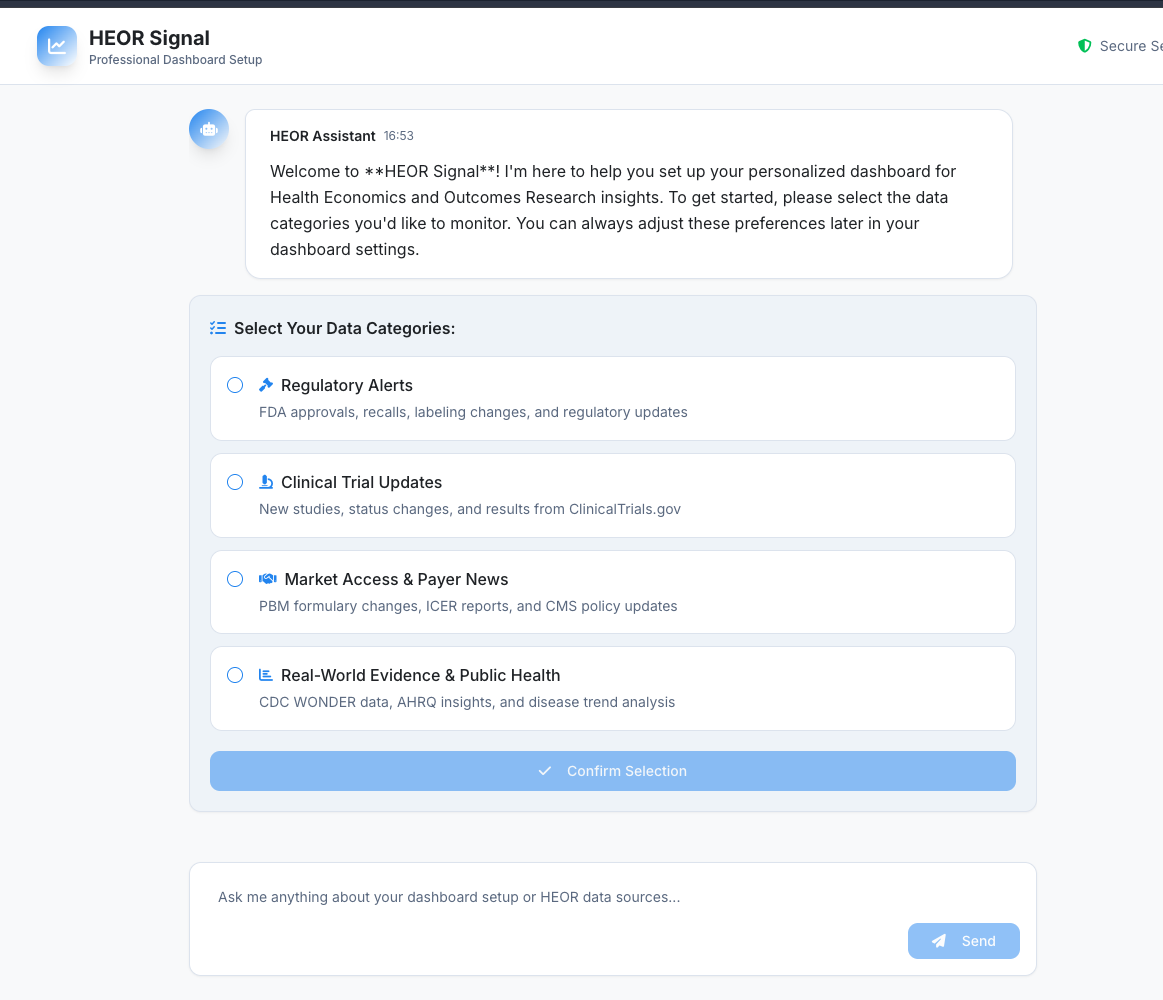 HEOR Signal
Professional Dashboard Setup
Secure Se
HEOR Assistant 16:53
Welcome to **HEOR Signal**! I'm here to help you set up your personalized dashboard for
Health Economics and Outcomes Research insights. To get started, please select the data
categories you'd like to monitor. You can always adjust these preferences later in your
dashboard settings.
Select Your Data Categories:
Regulatory Alerts
FDA approvals, recalls, labeling changes, and regulatory updates
Clinical Trial Updates
New studies, status changes, and results from ClinicalTrials.gov
Market Access & Payer News
PBM formulary changes, ICER reports, and CMS policy updates
Real-World Evidence & Public Health
CDC WONDER data, AHRQ insights, and disease trend analysis
Confirm Selection
Ask me anything about your dashboard setup or HEOR data sources...
Send